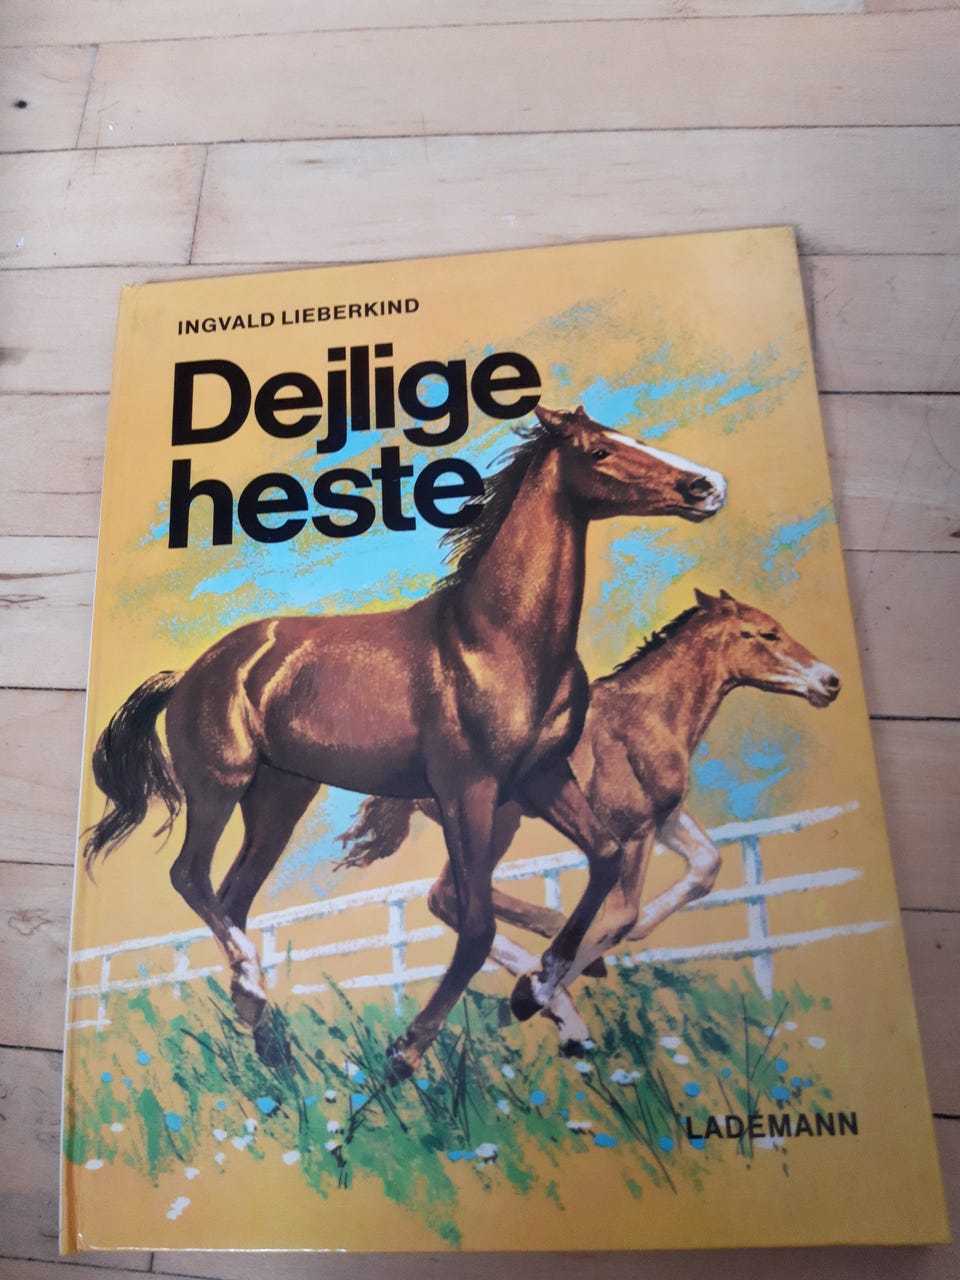 INGVALD LIEBERKIND
Dejlige
heste
LADEMANN